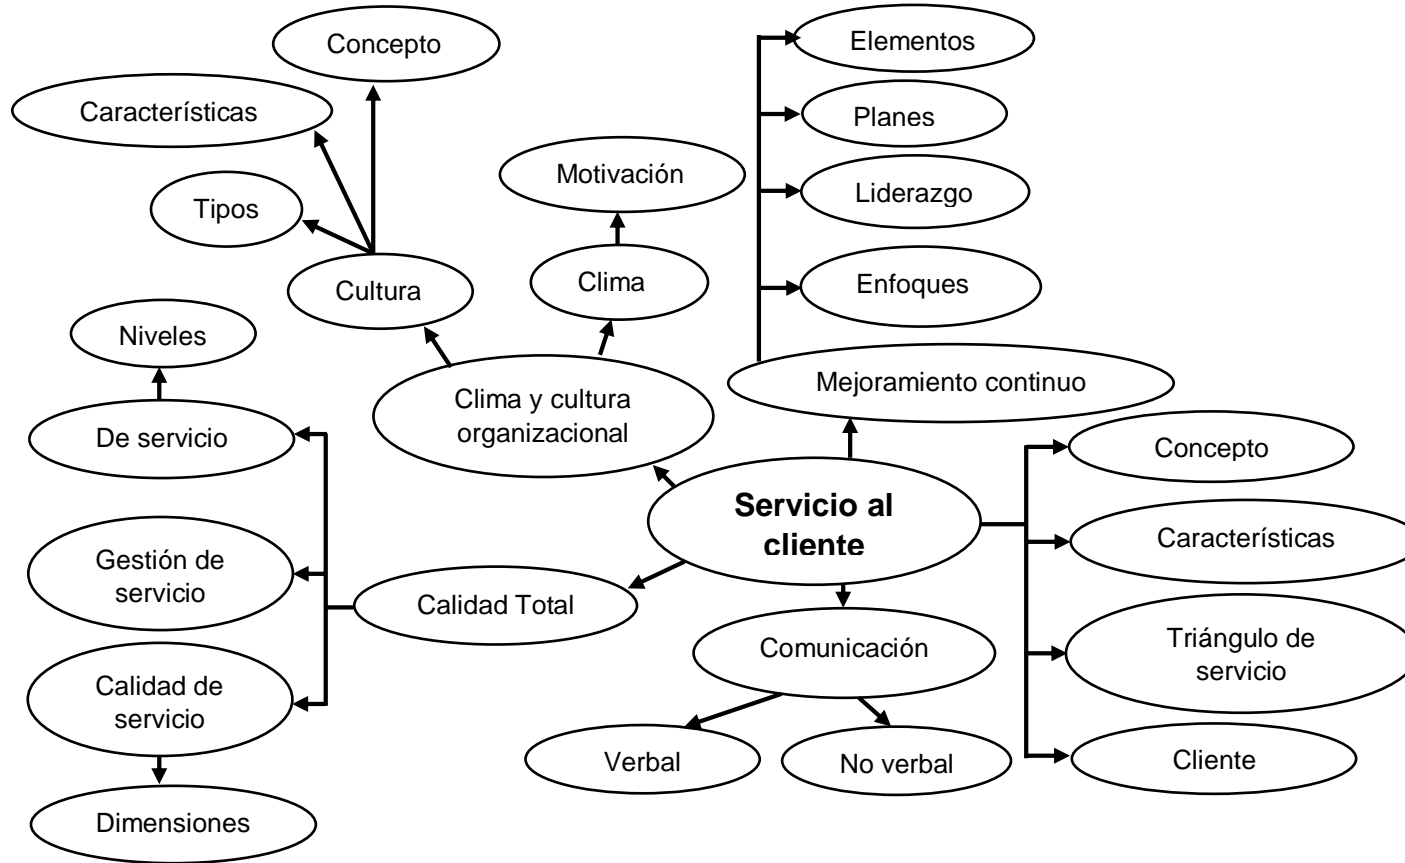 Concepto
Elementos
Característícas
Planes
Motivación
Liderazgo
Tipos
Clima
Cultura
Enfoques
Niveles
Mejoramiento continuo
Clima y cultura
organizacional
De servicio
Concepto
Servicio al
cliente
Característícas
Gestión de
servicio
Calidad Total
Comunicación
Triángulo de
servicio
Calidad de
servicio
Verbal
No verbal
Cliente
Dimensiones